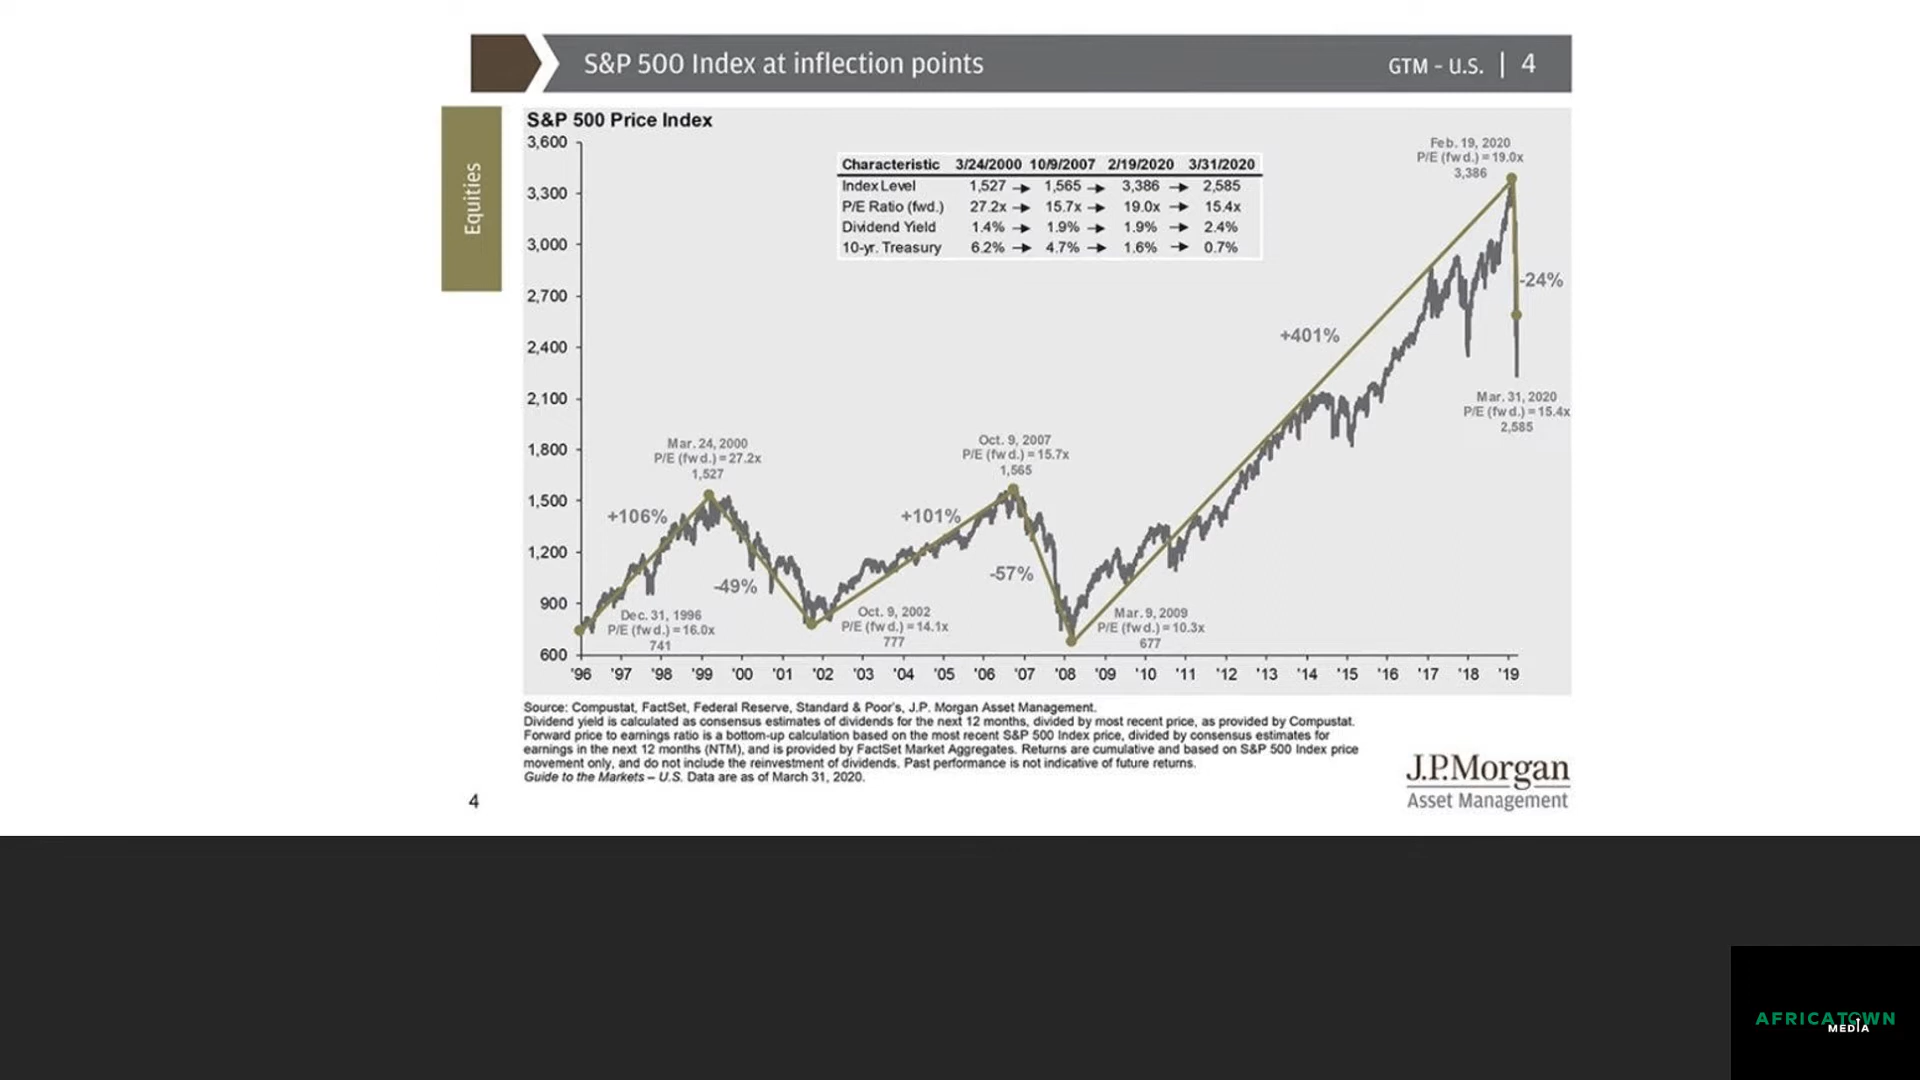 S&P 500 Index at inflection points
GTM – U.S. | 4
Equities
S&P 500 Price Index
3,600
3,300
3,000
2,700
2,400
2,100
1,800
1,500
1,200
900
600
Characteristic 3/24/2000 10/9/2007 2/19/2020 3/31/2020
Index Level 1,527 → 1,565 → 3,386 → 2,585
P/E Ratio (fwd.) 27.2x → 15.7x → 19.0x → 15.4x
Dividend Yield 1.4% → 1.9% → 1.9% → 2.4%
10-yr. Treasury 6.2% → 4.7% → 1.6% → 0.7%
Feb. 19, 2020
P/E (fwd.) = 19.0x
3,386
-24%
+401%
Mar. 31, 2020
P/E (fwd.) = 15.4x
2,585
Mar. 24, 2000
P/E (fwd.) = 27.2x
1,527
Oct. 9, 2007
P/E (fwd.) = 15.7x
1,565
+106%
+101%
-49%
-57%
Dec. 31, 1996
P/E (fwd.) = 16.0x
741
Oct. 9, 2002
P/E (fwd.) = 14.1x
777
Mar. 9, 2009
P/E (fwd.) = 10.3x
677
'96 '97 '98 '99 '00 '01 '02 '03 '04 '05 '06 '07 '08 '09 '10 '11 '12 '13 '14 '15 '16 '17 '18 '19
Source: Compustat, FactSet, Federal Reserve, Standard & Poor's, J.P. Morgan Asset Management.
Dividend yield is calculated as consensus estimates of dividends for the next 12 months, divided by most recent price, as provided by Compustat.
Forward price to earnings ratio is a bottom-up calculation based on the most recent S&P 500 Index price, divided by consensus estimates for
earnings in the next 12 months (NTM), and is provided by FactSet Market Aggregates. Returns are cumulative and based on S&P 500 Index price
movement only, and do not include the reinvestment of dividends. Past performance is not indicative of future returns.
Guide to the Markets – U.S. Data are as of March 31, 2020.
J.P.Morgan
Asset Management
4
AFRICATOWN
MEDIA